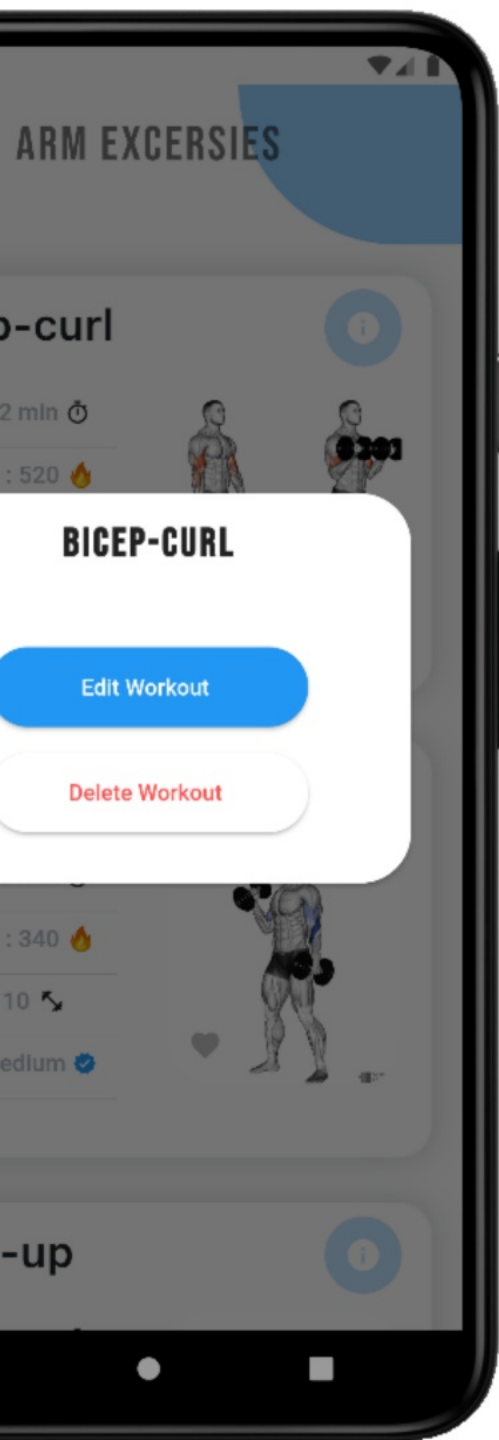 ARM EXCERSIES
p-curl
2 min
: 520
BICEP-CURL
Edit Workout
Delete Workout
: 340
10
edium
-up